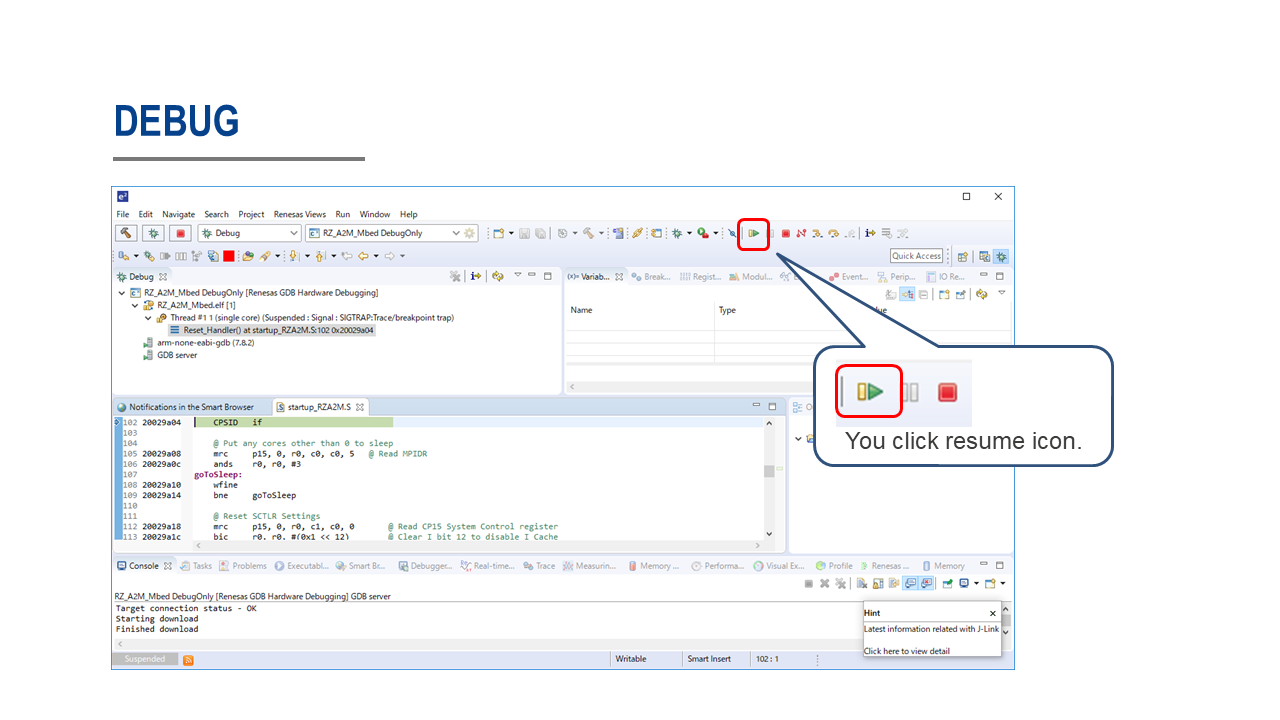 DEBUG
e²
File Edit Navigate Search Project Renesas Views Run Window Help
Debug RZ_A2M_Mbed DebugOnly
Quick Access
Debug
RZ_A2M_Mbed DebugOnly [Renesas GDB Hardware Debugging]
RZ_A2M_Mbed.elf [1]
Thread #1 1 (single core) (Suspended : Signal : SIGTRAP:Trace/breakpoint trap)
Reset_Handler() at startup_RZA2M.S:102 0x20029a04
arm-none-eabi-gdb (7.8.2)
GDB server
(x)= Variab... Break... Regist... Modul... Event... Perip... IO Re...
Name Type
You click resume icon.
Notifications in the Smart Browser startup_RZA2M.S
102 20029a04 CPSID if
103
104 @ Put any cores other than 0 to sleep
105 20029a08 mrc p15, 0, r0, c0, c0, 5 @ Read MPIDR
106 20029a0c ands r0, r0, #3
107 goToSleep:
108 20029a10 wfine
109 20029a14 bne goToSleep
110
111 @ Reset SCTLR Settings
112 20029a18 mrc p15, 0, r0, c1, c0, 0 @ Read CP15 System Control register
113 20029a1c bic r0, r0, #(0x1 << 12) @ Clear I bit 12 to disable I Cache
Console Tasks Problems Executabl... Smart Br... Debugger... Real-time... Trace Measurin... Memory ... Performa... Visual Ex... Profile Renesas ... Memory
RZ_A2M_Mbed DebugOnly [Renesas GDB Hardware Debugging] GDB server
Target connection status - OK
Starting download
Finished download
Hint
Latest information related with J-Link
Click here to view detail
Suspended Writable Smart Insert 102 : 1